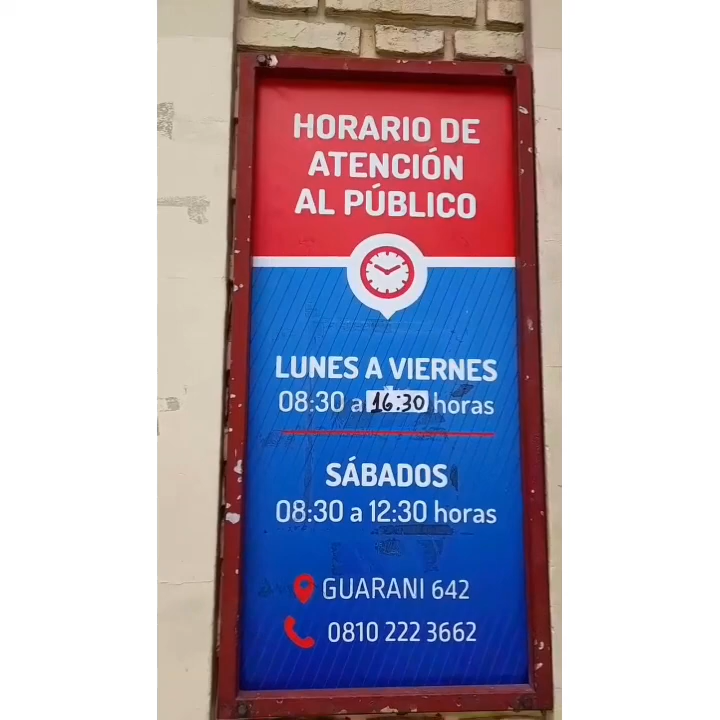 HORARIO DE
ATENCIÓN
AL PÚBLICO
LUNES A VIERNES
08:30 a 16:30 horas
SÁBADOS
08:30 a 12:30 horas
GUARANI 642
0810 222 3662